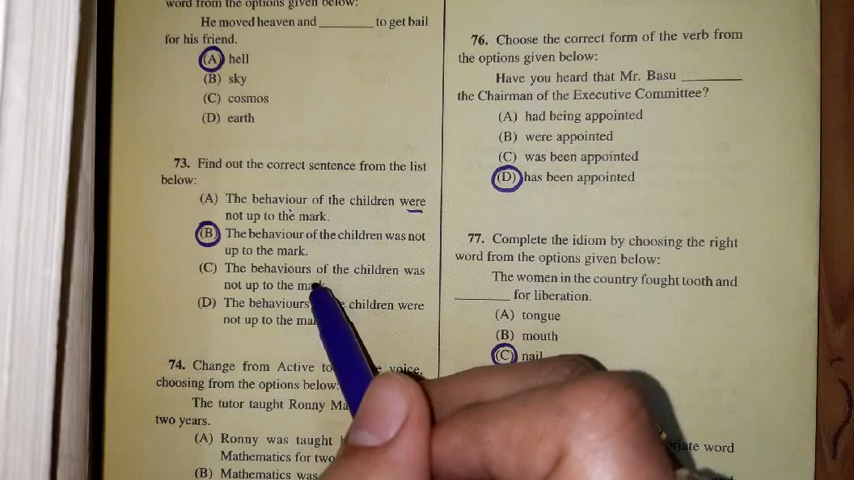 word from the options given below:
He moved heaven and ________ to get bail
for his friend.
(A) hell
(B) sky
(C) cosmos
(D) earth
73. Find out the correct sentence from the list
below:
(A) The behaviour of the children were
not up to the mark.
(B) The behaviour of the children was not
up to the mark.
(C) The behaviours of the children was
not up to the mark.
(D) The behaviours children were
not up to the
74. Change from Active to voice,
choosing from the options below:
The tutor taught Ronny
two years.
(A) Ronny was taught
Mathematics for two
(B) Mathematics was
76. Choose the correct form of the verb from
the options given below:
Have you heard that Mr. Basu ________
the Chairman of the Executive Committee?
(A) had being appointed
(B) were appointed
(C) was been appointed
(D) has been appointed
77. Complete the idiom by choosing the right
word from the options given below:
The women in the country fought tooth and
________ for liberation.
(A) tongue
(B) mouth
(C) nail
word